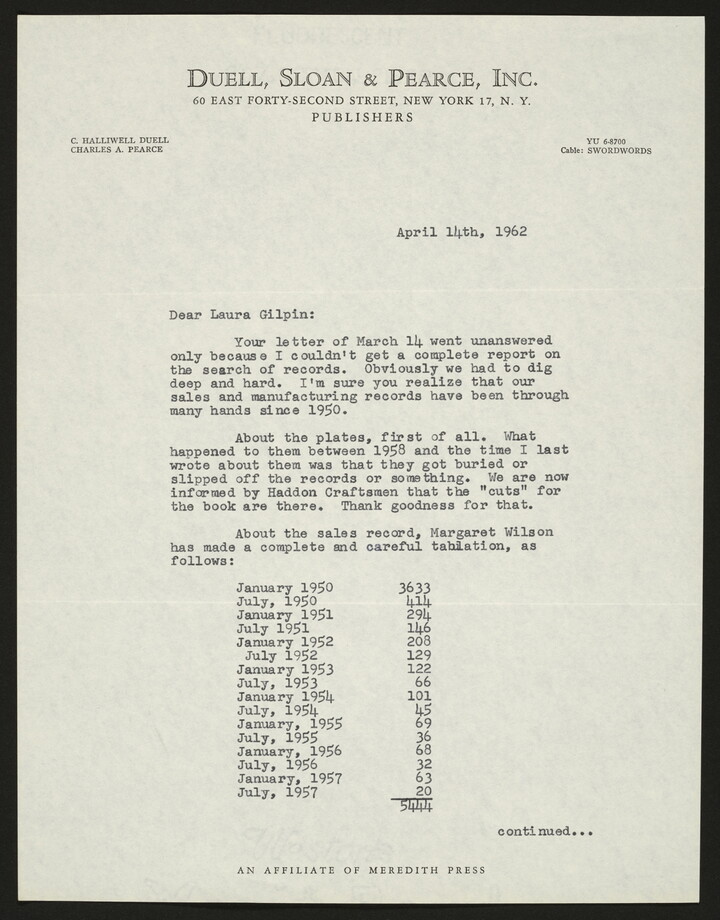 DUELL, SLOAN & PEARCE, INC.
60 EAST FORTY-SECOND STREET, NEW YORK 17, N. Y.
PUBLISHERS
C. HALLIWELL DUELL
CHARLES A. PEARCE
YU 6-8700
Cable: SWORDWORDS
April 14th, 1962
Dear Laura Gilpin:
Your letter of March 14 went unanswered
only because I couldn't get a complete report on
the search of records. Obviously we had to dig
deep and hard. I'm sure you realize that our
sales and manufacturing records have been through
many hands since 1950.
About the plates, first of all. What
happened to them between 1958 and the time I last
wrote about them was that they got buried or
slipped off the records or something. We are now
informed by Haddon Craftsmen that the "cuts" for
the book are there. Thank goodness for that.
About the sales record, Margaret Wilson
has made a complete and careful tablation, as
follows:
January 1950 3633
July, 1950 414
January 1951 294
July 1951 146
January 1952 208
July 1952 129
January 1953 122
July, 1953 66
January 1954 101
July, 1954 45
January, 1955 69
July, 1955 36
January, 1956 68
July, 1956 32
January, 1957 63
July, 1957 20
5444
continued...
AN AFFILIATE OF MEREDITH PRESS